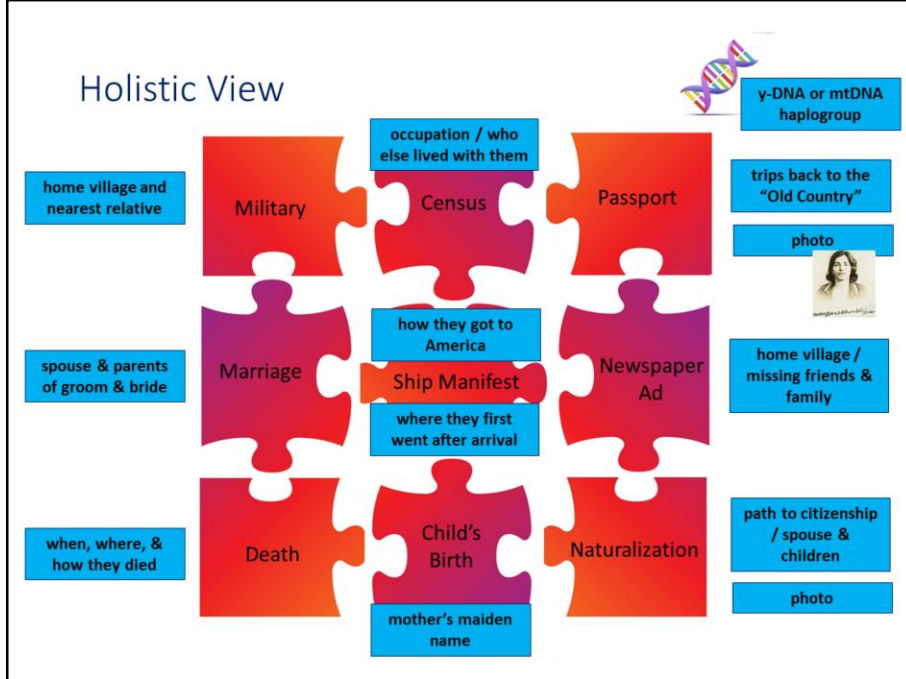 Holistic View
y-DNA or mtDNA
haplogroup
occupation / who
else lived with them
home village and
nearest relative
Military
Census
Passport
trips back to the
“Old Country”
photo
how they got to
America
spouse & parents
of groom & bride
Marriage
Ship Manifest
Newspaper
Ad
home village /
missing friends &
family
where they first
went after arrival
when, where, &
how they died
Death
Child’s
Birth
Naturalization
path to citizenship
/ spouse &
children
photo
mother’s maiden
name